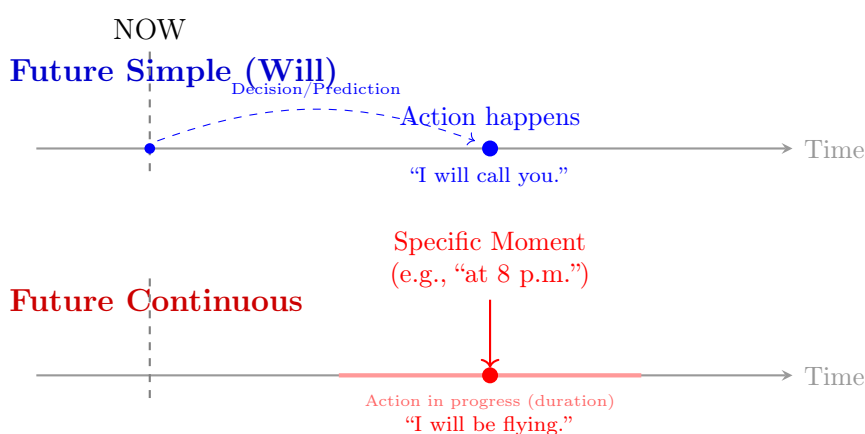 NOW
Future Simple (Will)
Decision/Prediction
Action happens
Time
“I will call you.”
Specific Moment
(e.g., “at 8 p.m.”)
Future Continuous
Time
Action in progress (duration)
“I will be flying.”